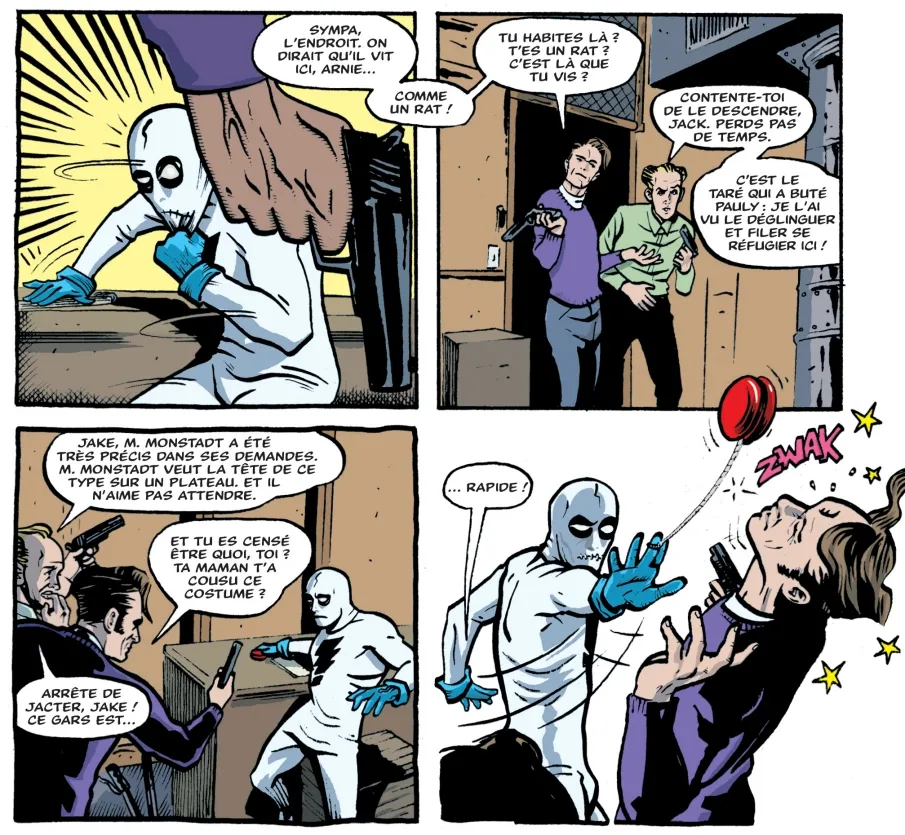 SYMPA,
L'ENDROIT. ON
DIRAIT QU'IL VIT
ICI, ARNIE...
COMME
UN RAT !
TU HABITES LÀ ?
T'ES UN RAT ?
C'EST LÀ QUE
TU VIS ?
CONTENTE-TOI
DE LE DESCENDRE,
JACK. PERDS PAS
DE TEMPS.
C'EST LE
TARÉ QUI A BUTÉ
PAULY : JE L'AI
VU LE DÉGLINGUER
ET FILER SE
RÉFUGIER ICI !
JAKE, M. MONSTADT A ÉTÉ
TRÈS PRÉCIS DANS SES DEMANDES.
M. MONSTADT VEUT LA TÊTE DE CE
TYPE SUR UN PLATEAU. ET IL
N'AIME PAS ATTENDRE.
ET TU ES CENSÉ
ÊTRE QUOI, TOI ?
TA MAMAN T'A
COUSU CE
COSTUME ?
ARRÊTE DE
JACTER, JAKE !
CE GARS EST...
... RAPIDE !
ZWAK